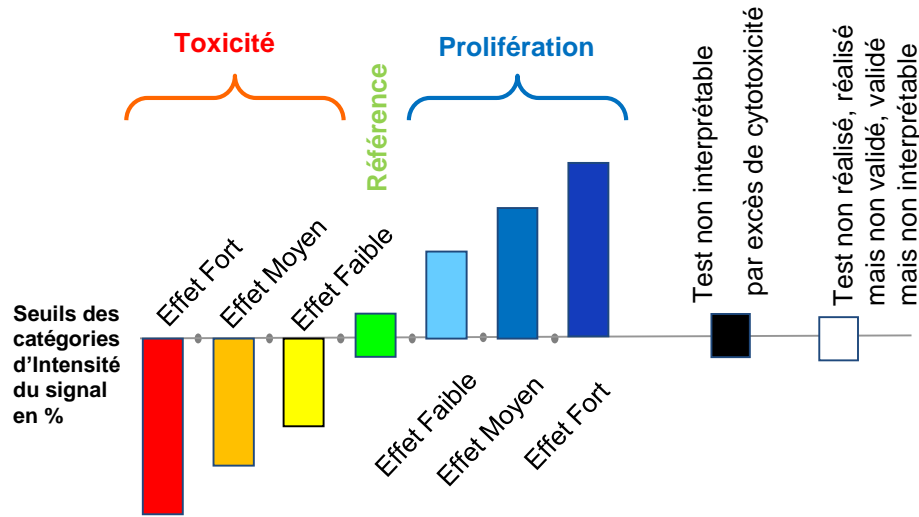 Toxicité
Prolifération
Référence
Effet Fort
Effet Moyen
Effet Faible
Seuils des
catégories
d’Intensité
du signal
en %
Effet Faible
Effet Moyen
Effet Fort
Test non interprétable
par excès de cytotoxicité
Test non réalisé, réalisé
mais non validé, validé
mais non interprétable